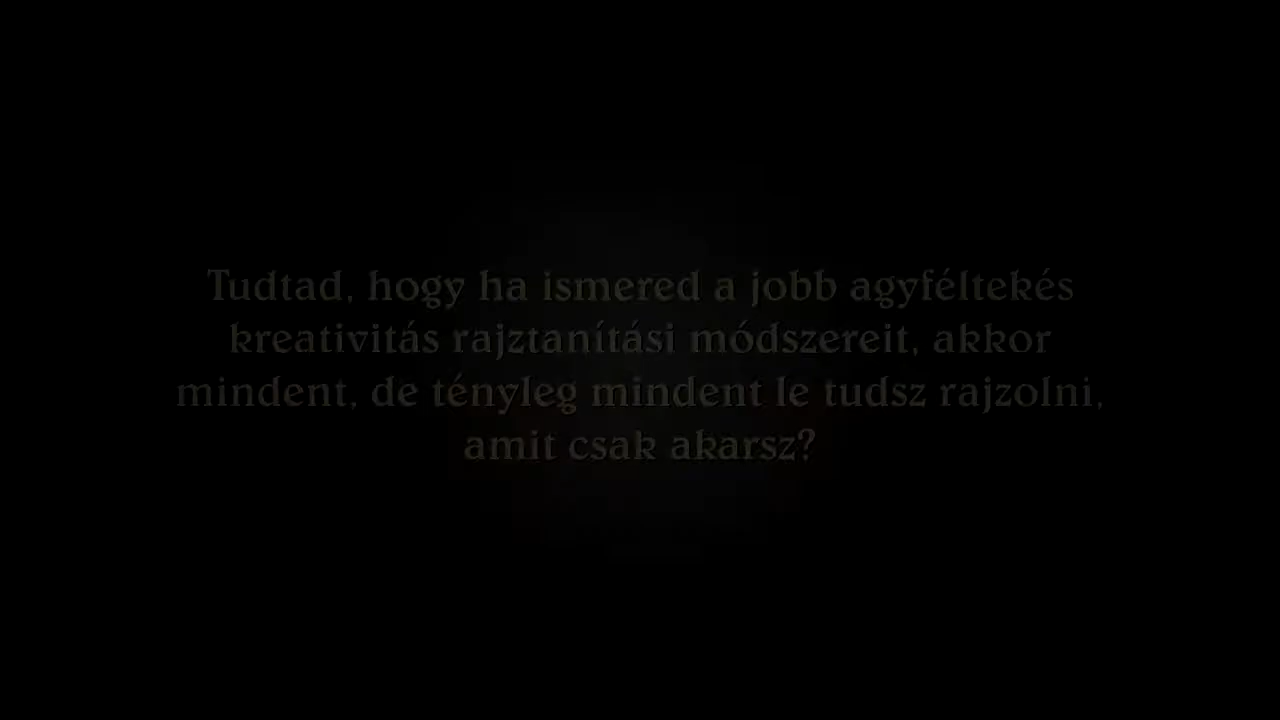 Tudtad, hogy ha ismered a jobb agyféltekés
kreativitás rajztanítási módszereit, akkor
mindent, de tényleg mindent le tudsz rajzolni,
amit csak akarsz?